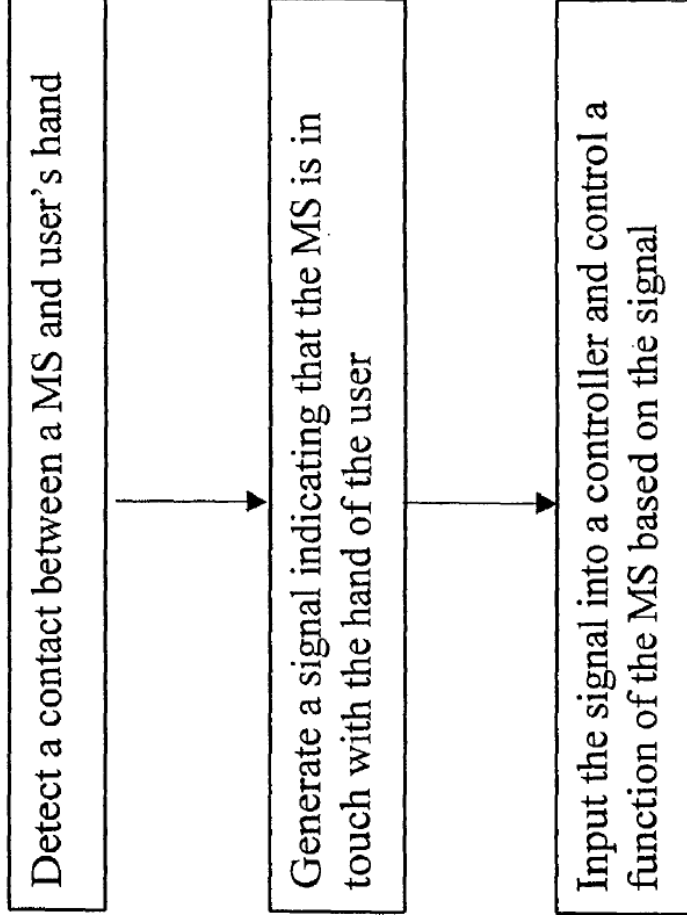 Detect a contact between a MS and user's hand
Generate a signal indicating that the MS is in
touch with the hand of the user
Input the signal into a controller and control a
function of the MS based on the signal